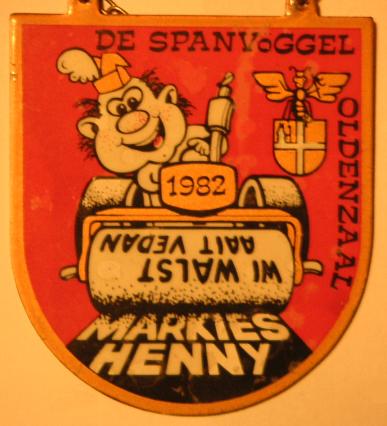 DE SPANVOGGEL
OLDENZAAL
1982
WI WALST
AAIT VEDAN
MARKIES
HENNY